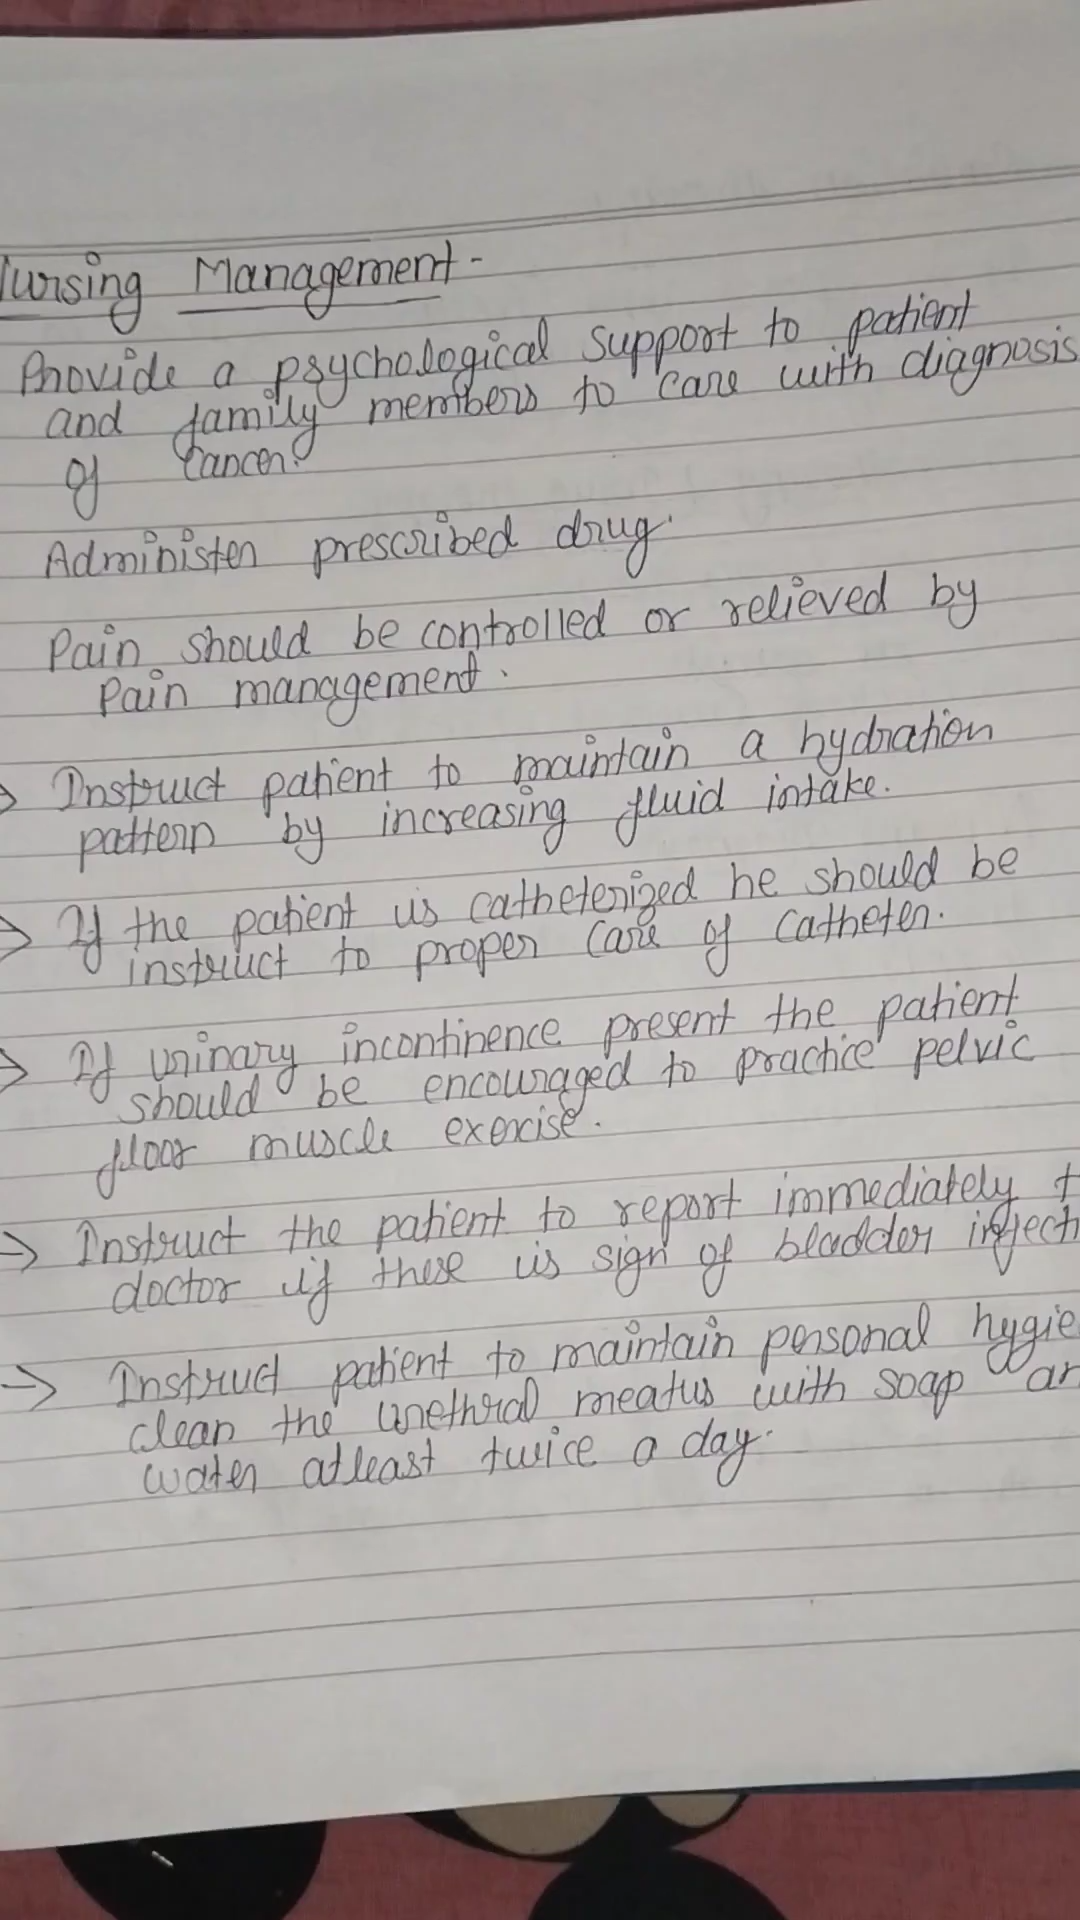 Nursing Management -
Provide a psychological support to patient
and family members to care with diagnosis
of Cancer.
Administer prescribed drug.
Pain should be controlled or relieved by
Pain management.
→ Instruct patient to maintain a hydration
pattern by increasing fluid intake.
→ If the patient is catheterized he should be
instruct to proper care of catheter.
→ If urinary incontinence present the patient
should be encouraged to practice pelvic
floor muscle exercise.
→ Instruct the patient to report immediately t
doctor if there is sign of bladder infecti
→ Instruct patient to maintain personal hygie
clean the urethral meatus with soap an
water atleast twice a day.